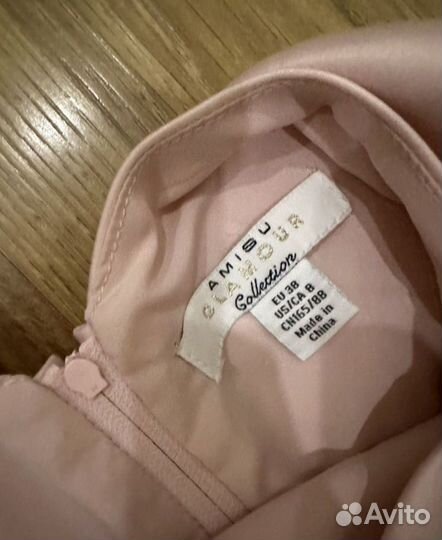 AMISU
GLAMOUR
Collection
EU 38
US/CA 8
CN165/88
Made in
China
Avito